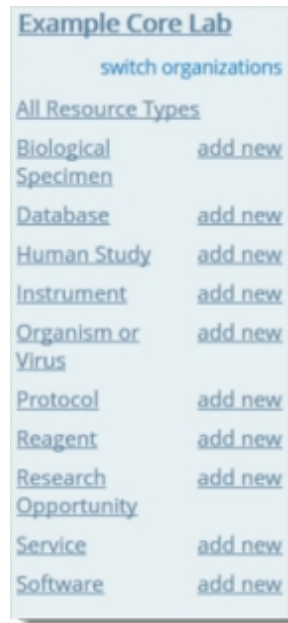 Example Core Lab
switch organizations
All Resource Types
Biological add new
Specimen
Database add new
Human Study add new
Instrument add new
Organism or add new
Virus
Protocol add new
Reagent add new
Research add new
Opportunity
Service add new
Software add new